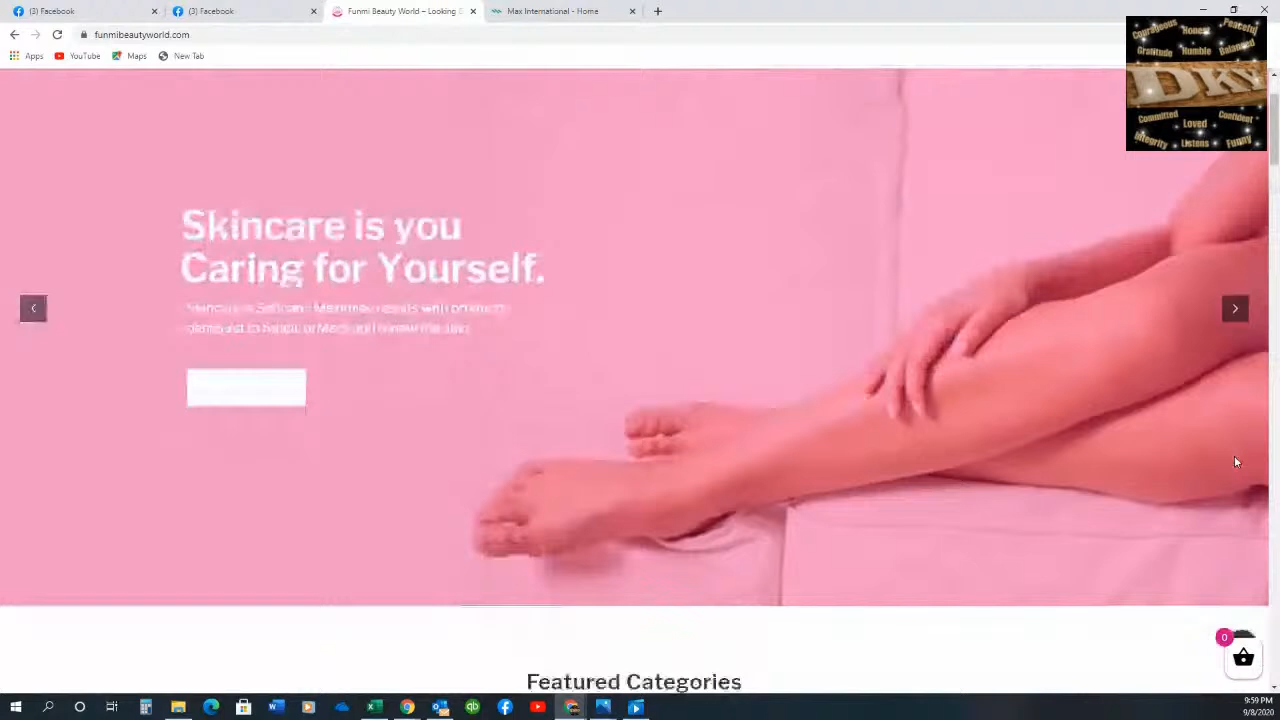 (3) Facebook
(3) Facebook
Funmi Beauty World – Looking
Max International - Home
funmibeautyworld.com
Apps
YouTube
Maps
New Tab
Courageous
Honest
Peaceful
Gratitude
Humble
Balanced
DKW
Committed
Loved
Confident
Integrity
Listens
Funny
Skincare is you
Caring for Yourself.
0
Featured Categories
9:59 PM
9/8/2020